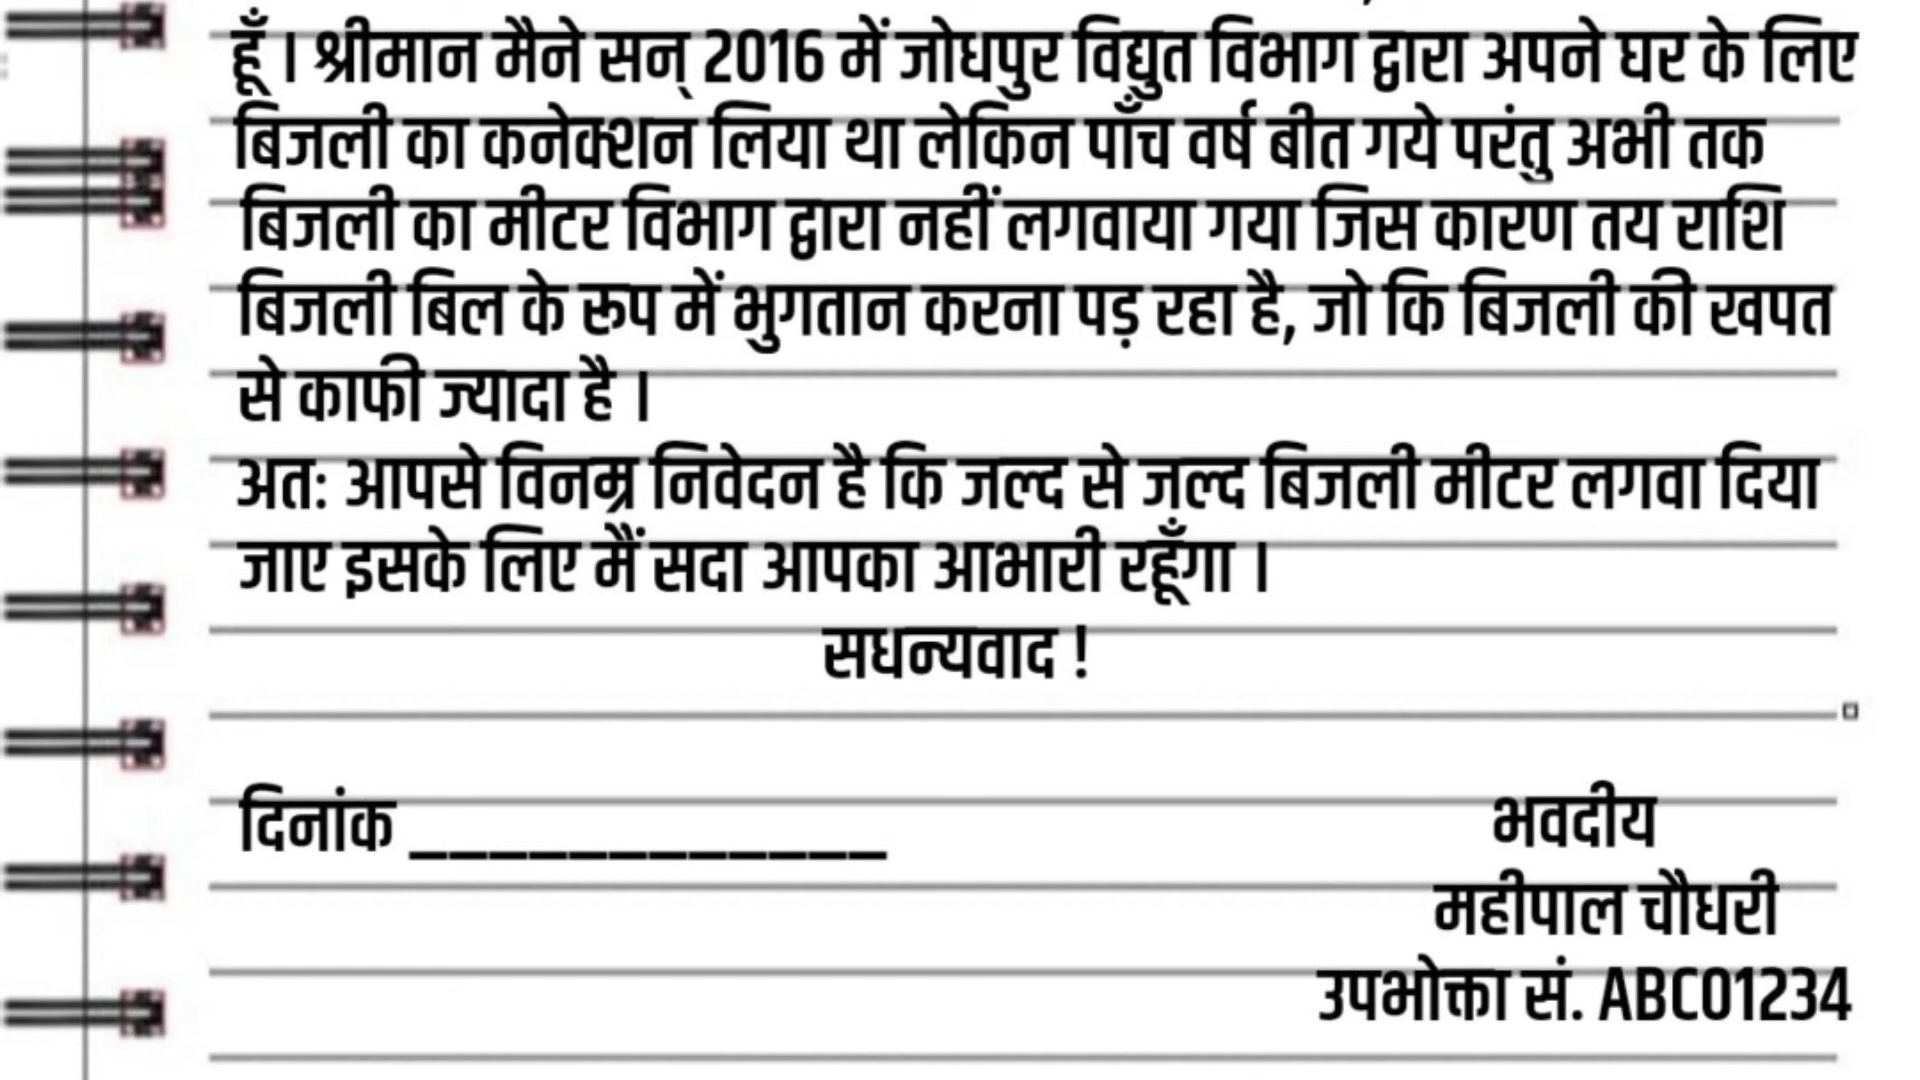 हूँ । श्रीमान मैने सन् 2016 में जोधपुर विद्युत विभाग द्वारा अपने घर के लिए
बिजली का कनेक्शन लिया था लेकिन पाँच वर्ष बीत गये परंतु अभी तक
बिजली का मीटर विभाग द्वारा नहीं लगवाया गया जिस कारण तय राशि
बिजली बिल के रूप में भुगतान करना पड़ रहा है, जो कि बिजली की खपत
से काफी ज्यादा है ।
अतः आपसे विनम्र निवेदन है कि जल्द से जल्द बिजली मीटर लगवा दिया
जाए इसके लिए मैं सदा आपका आभारी रहूँगा ।
सधन्यवाद !
दिनांक ____________ भवदीय
महीपाल चौधरी
उपभोक्ता सं. ABC01234